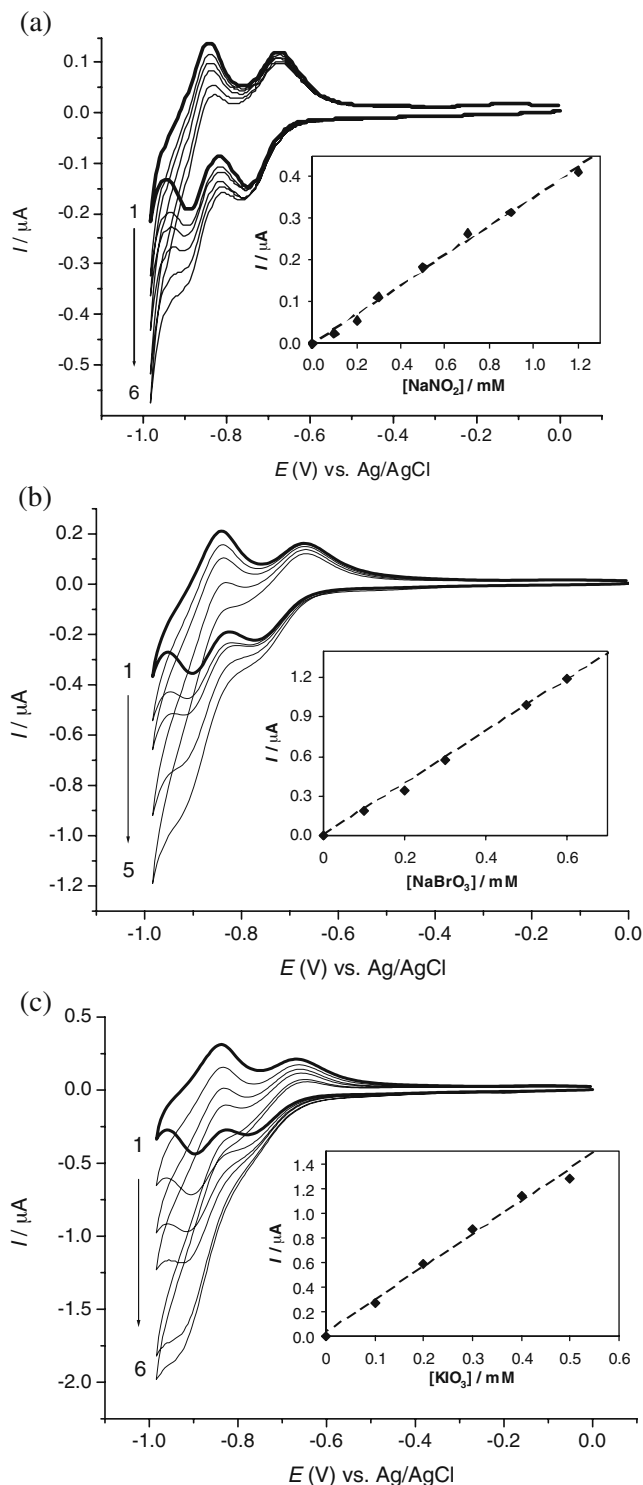 (a)
0.1
0.0
-0.1
-0.2
-0.3
-0.4
-0.5
I / µA
1
6
-1.0 -0.8 -0.6 -0.4 -0.2 0.0
E (V) vs. Ag/AgCl
0.4
0.3
0.2
0.1
0.0
I / µA
0.0 0.2 0.4 0.6 0.8 1.0 1.2
[NaNO₂] / mM
(b)
0.2
0.0
-0.2
-0.4
-0.6
-0.8
-1.0
-1.2
I / µA
1
5
-1.0 -0.8 -0.6 -0.4 -0.2 0.0
E (V) vs. Ag/AgCl
1.2
0.9
0.6
0.3
0.0
I / µA
0 0.2 0.4 0.6
[NaBrO₃] / mM
(c)
0.5
0.0
-0.5
-1.0
-1.5
-2.0
I / µA
1
6
-1.0 -0.8 -0.6 -0.4 -0.2 0.0
E (V) vs. Ag/AgCl
1.4
1.2
1.0
0.8
0.6
0.4
0.2
0.0
I / µA
0 0.1 0.2 0.3 0.4 0.5 0.6
[KIO₃] / mM